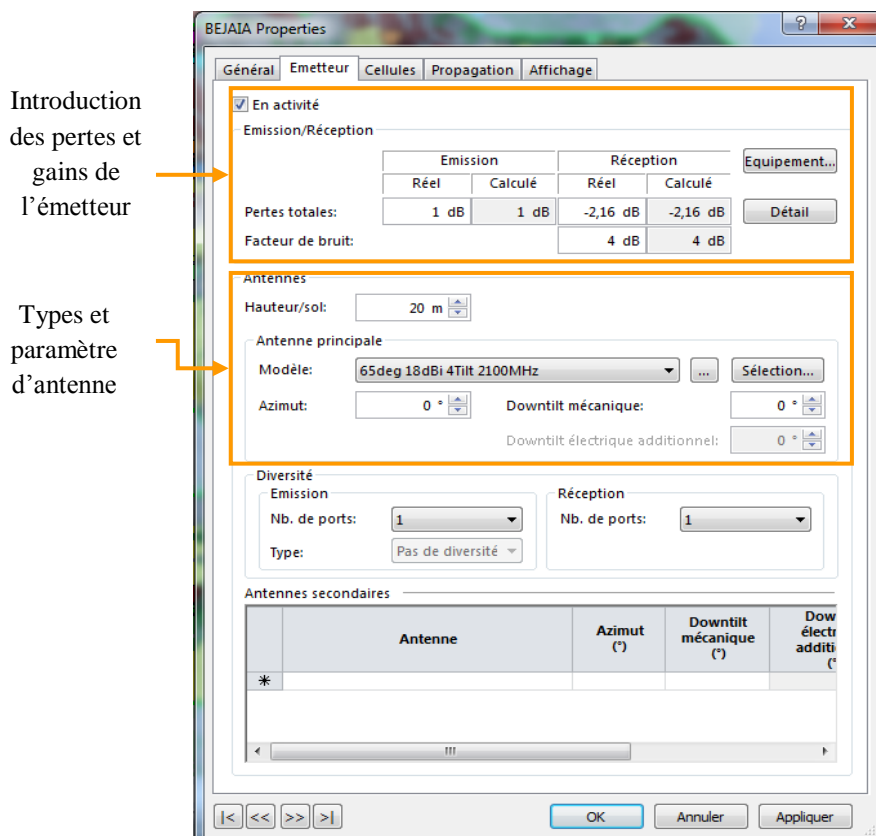 BEJAIA Properties
? X
Général Emetteur Cellules Propagation Affichage
Introduction
des pertes et
gains de
l’émetteur
En activité
Emission/Réception
Emission Réception Equipement...
Réel Calculé Réel Calculé
Pertes totales: 1 dB 1 dB -2,16 dB -2,16 dB Détail
Facteur de bruit: 4 dB 4 dB
Types et
paramètre
d’antenne
Antennes
Hauteur/sol: 20 m
Antenne principale
Modèle: 65deg 18dBi 4Tilt 2100MHz ... Sélection...
Azimut: 0 ° Downtilt mécanique: 0 °
Downtilt électrique additionnel: 0 °
Diversité
Emission Réception
Nb. de ports: 1 Nb. de ports: 1
Type: Pas de diversité
Antennes secondaires
Antenne Azimut (°) Downtilt mécanique (°)
*
|< << >> >| OK Annuler Appliquer